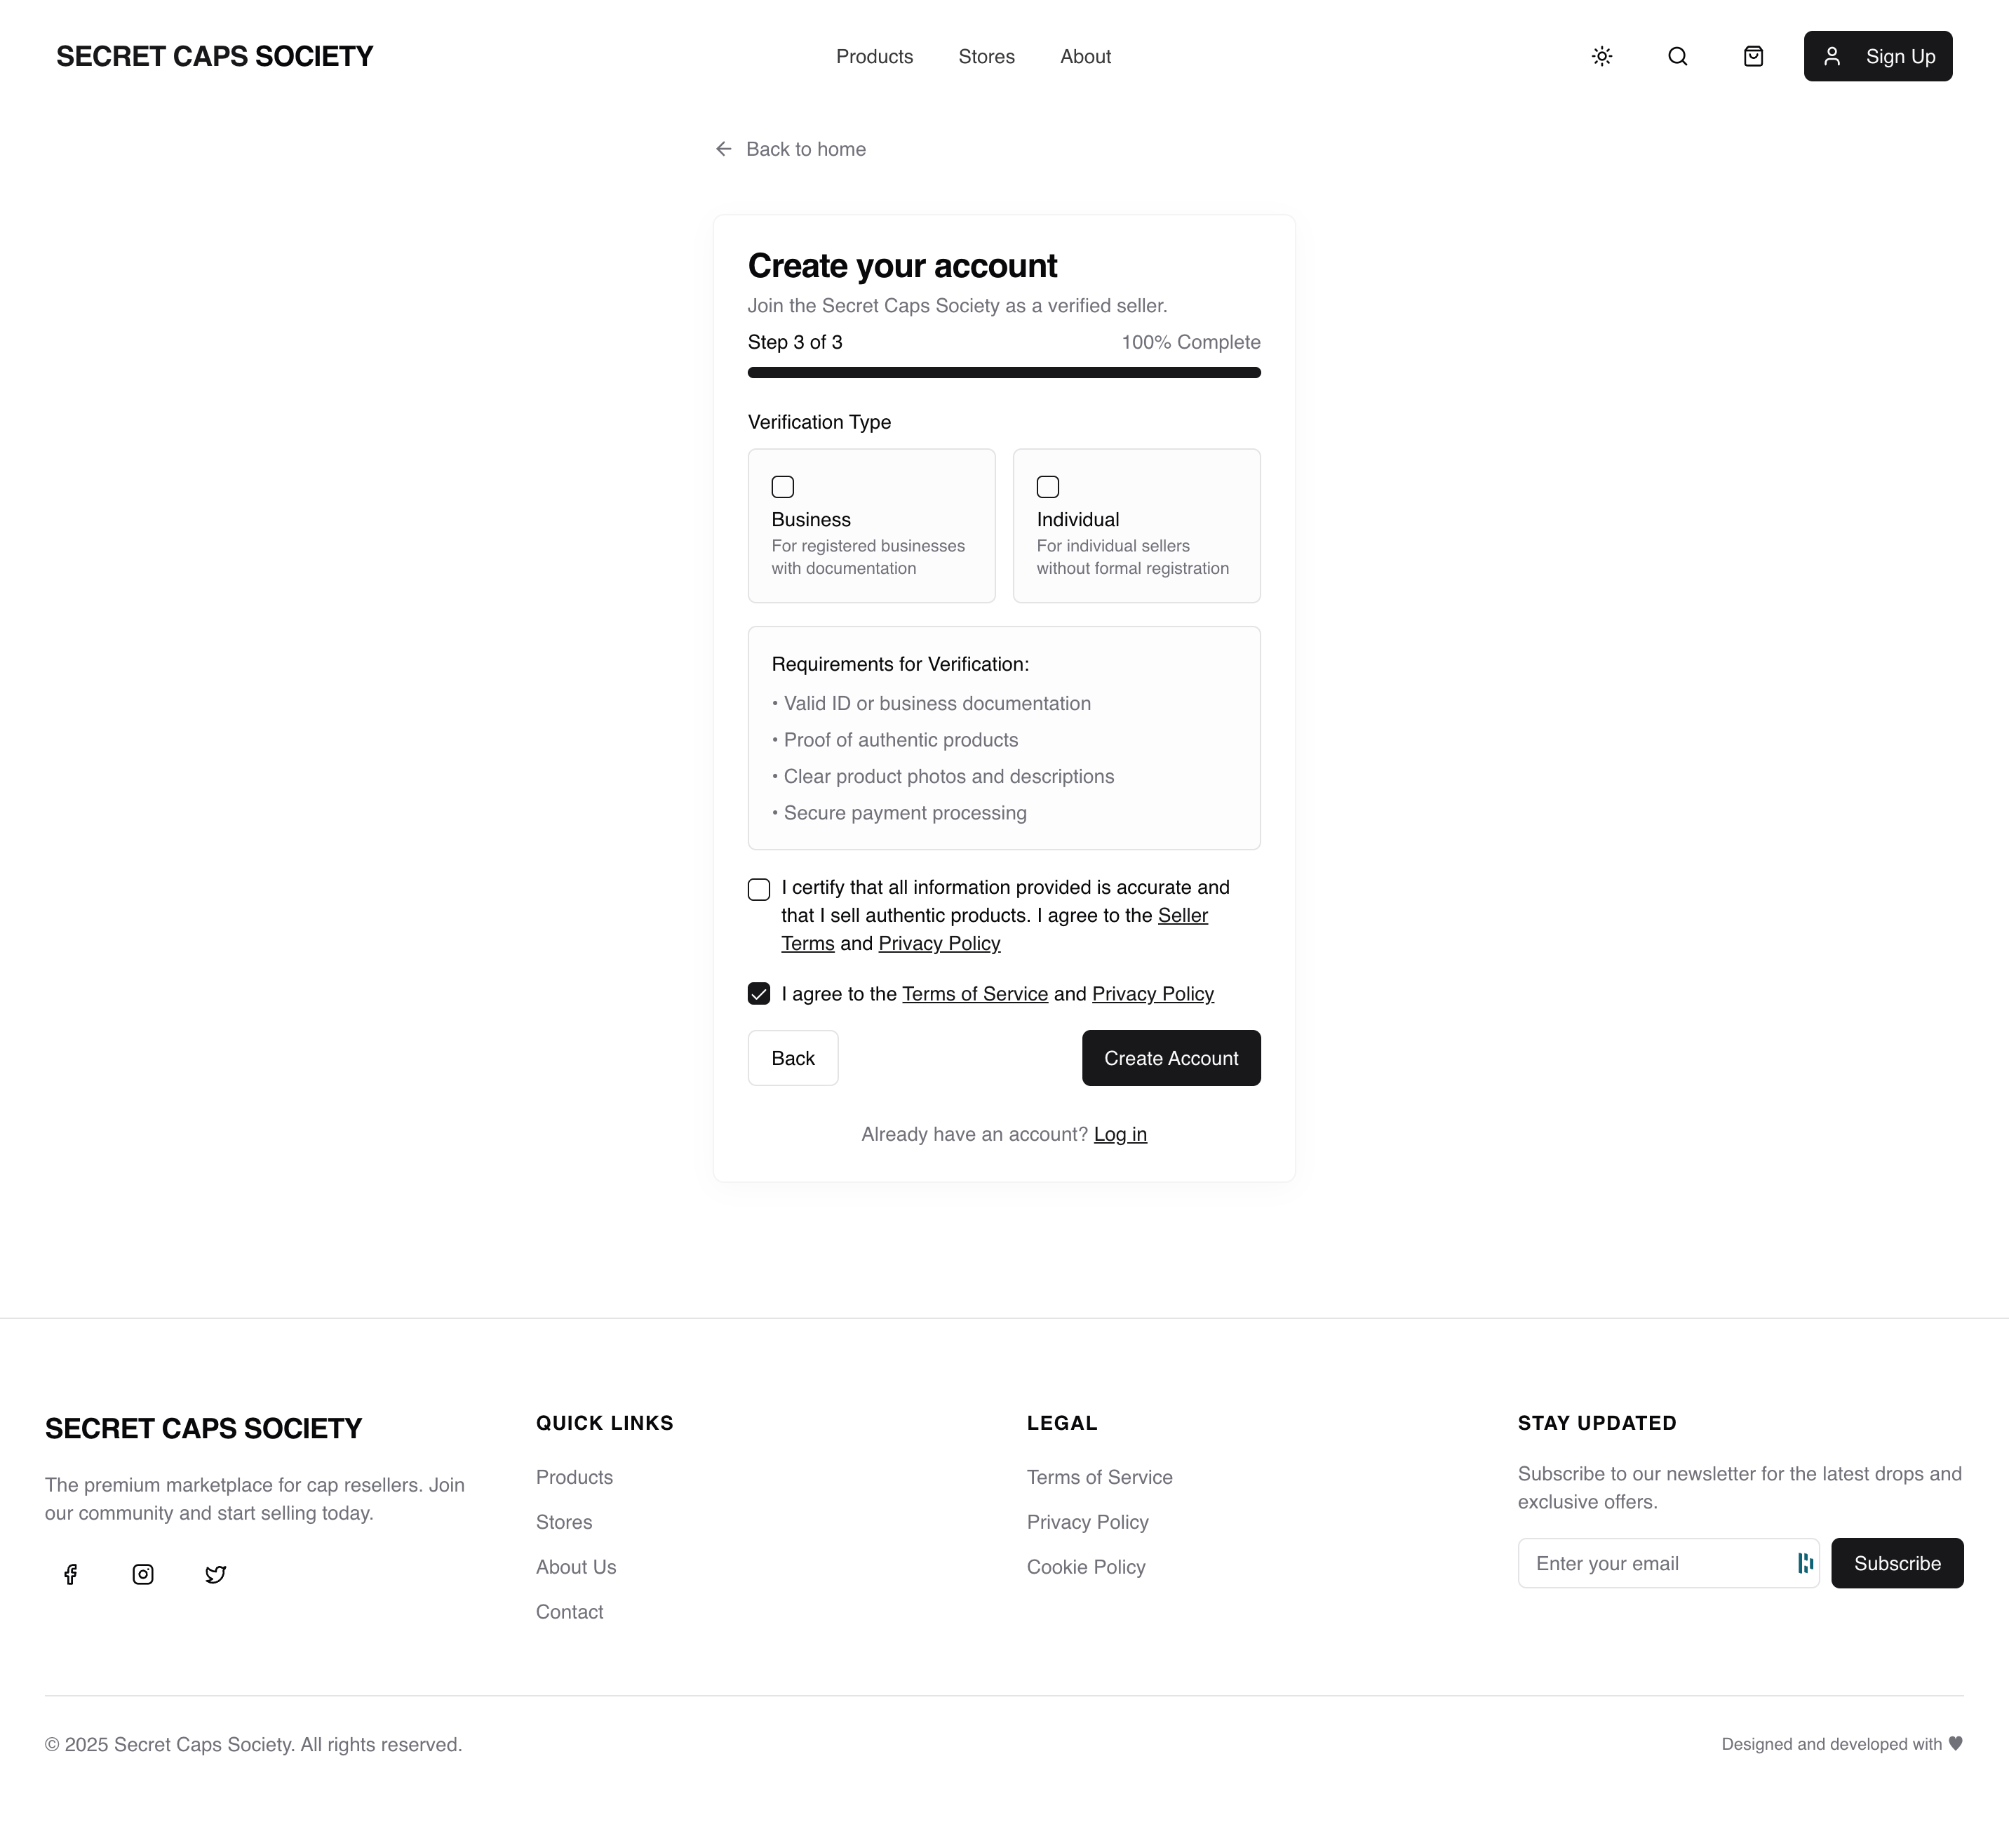 SECRET CAPS SOCIETY
Products
Stores
About
Sign Up
Back to home
Create your account
Join the Secret Caps Society as a verified seller.
Step 3 of 3
100% Complete
Verification Type
Business
For registered businesses
with documentation
Individual
For individual sellers
without formal registration
Requirements for Verification:
• Valid ID or business documentation
• Proof of authentic products
• Clear product photos and descriptions
• Secure payment processing
I certify that all information provided is accurate and
that I sell authentic products. I agree to the Seller
Terms and Privacy Policy
I agree to the Terms of Service and Privacy Policy
Back
Create Account
Already have an account? Log in
SECRET CAPS SOCIETY
The premium marketplace for cap resellers. Join
our community and start selling today.
QUICK LINKS
Products
Stores
About Us
Contact
LEGAL
Terms of Service
Privacy Policy
Cookie Policy
STAY UPDATED
Subscribe to our newsletter for the latest drops and
exclusive offers.
Enter your email
Subscribe
© 2025 Secret Caps Society. All rights reserved.
Designed and developed with ♥